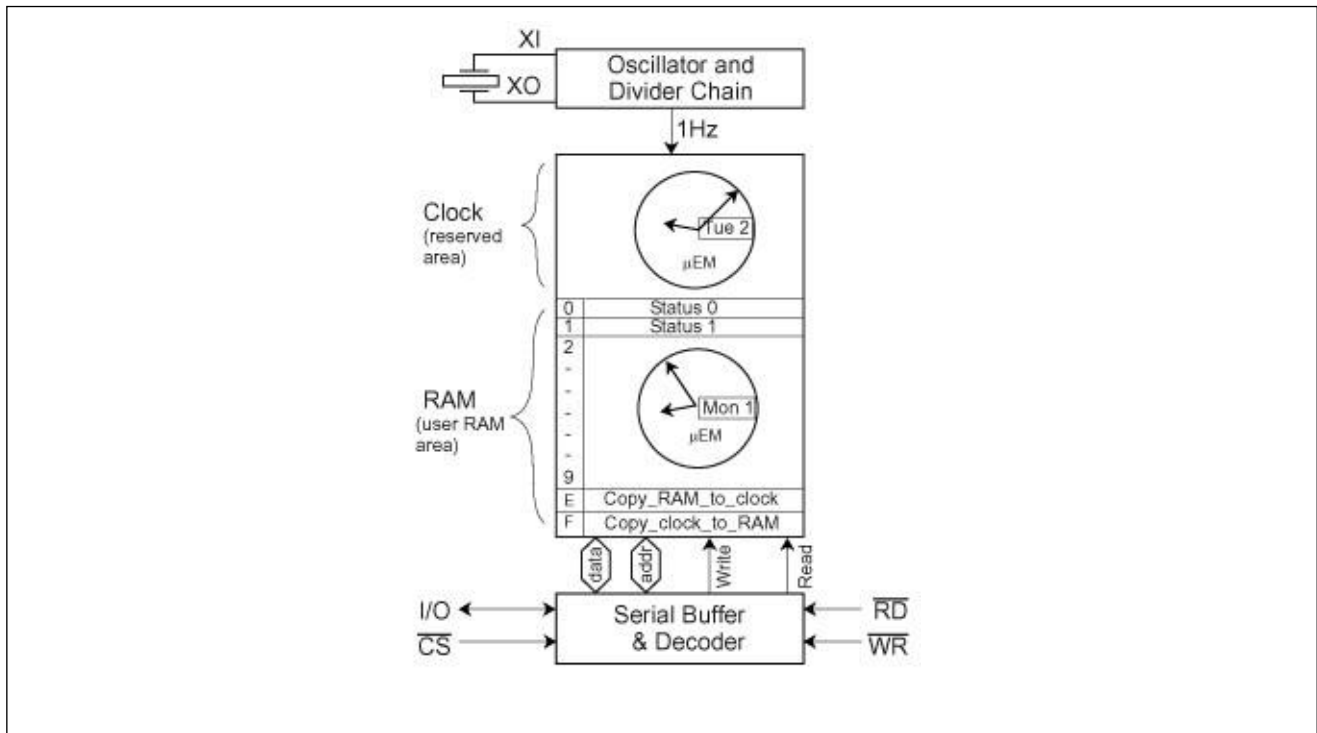 XI
XO
Oscillator and
Divider Chain
1Hz
Clock
(reserved
area)
Tue 2
µEM
0 Status 0
1 Status 1
2
-
-
-
-
-
9
RAM
(user RAM
area)
Mon 1
µEM
E Copy_RAM_to_clock
F Copy_clock_to_RAM
data
addr
Write
Read
I/O
CS
Serial Buffer
& Decoder
RD
WR